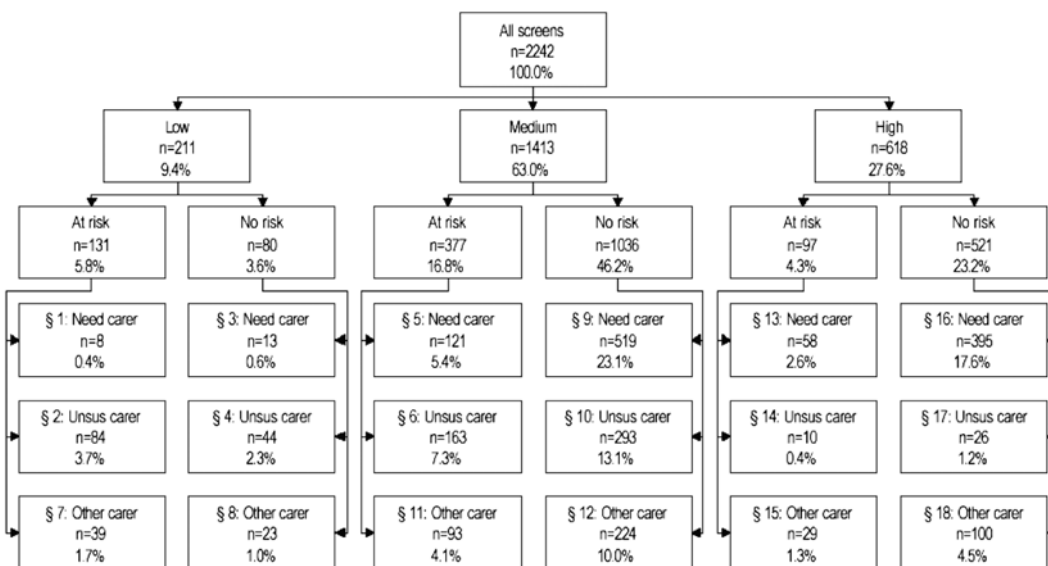 All screens
n=2242
100.0%
Low
n=211
9.4%
Medium
n=1413
63.0%
High
n=618
27.6%
At risk
n=131
5.8%
No risk
n=80
3.6%
At risk
n=377
16.8%
No risk
n=1036
46.2%
At risk
n=97
4.3%
No risk
n=521
23.2%
§ 1: Need carer
n=8
0.4%
§ 3: Need carer
n=13
0.6%
§ 5: Need carer
n=121
5.4%
§ 9: Need carer
n=519
23.1%
§ 13: Need carer
n=58
2.6%
§ 16: Need carer
n=395
17.6%
§ 2: Unsus carer
n=84
3.7%
§ 4: Unsus carer
n=44
2.3%
§ 6: Unsus carer
n=163
7.3%
§ 10: Unsus carer
n=293
13.1%
§ 14: Unsus carer
n=10
0.4%
§ 17: Unsus carer
n=26
1.2%
§ 7: Other carer
n=39
1.7%
§ 8: Other carer
n=23
1.0%
§ 11: Other carer
n=93
4.1%
§ 12: Other carer
n=224
10.0%
§ 15: Other carer
n=29
1.3%
§ 18: Other carer
n=100
4.5%